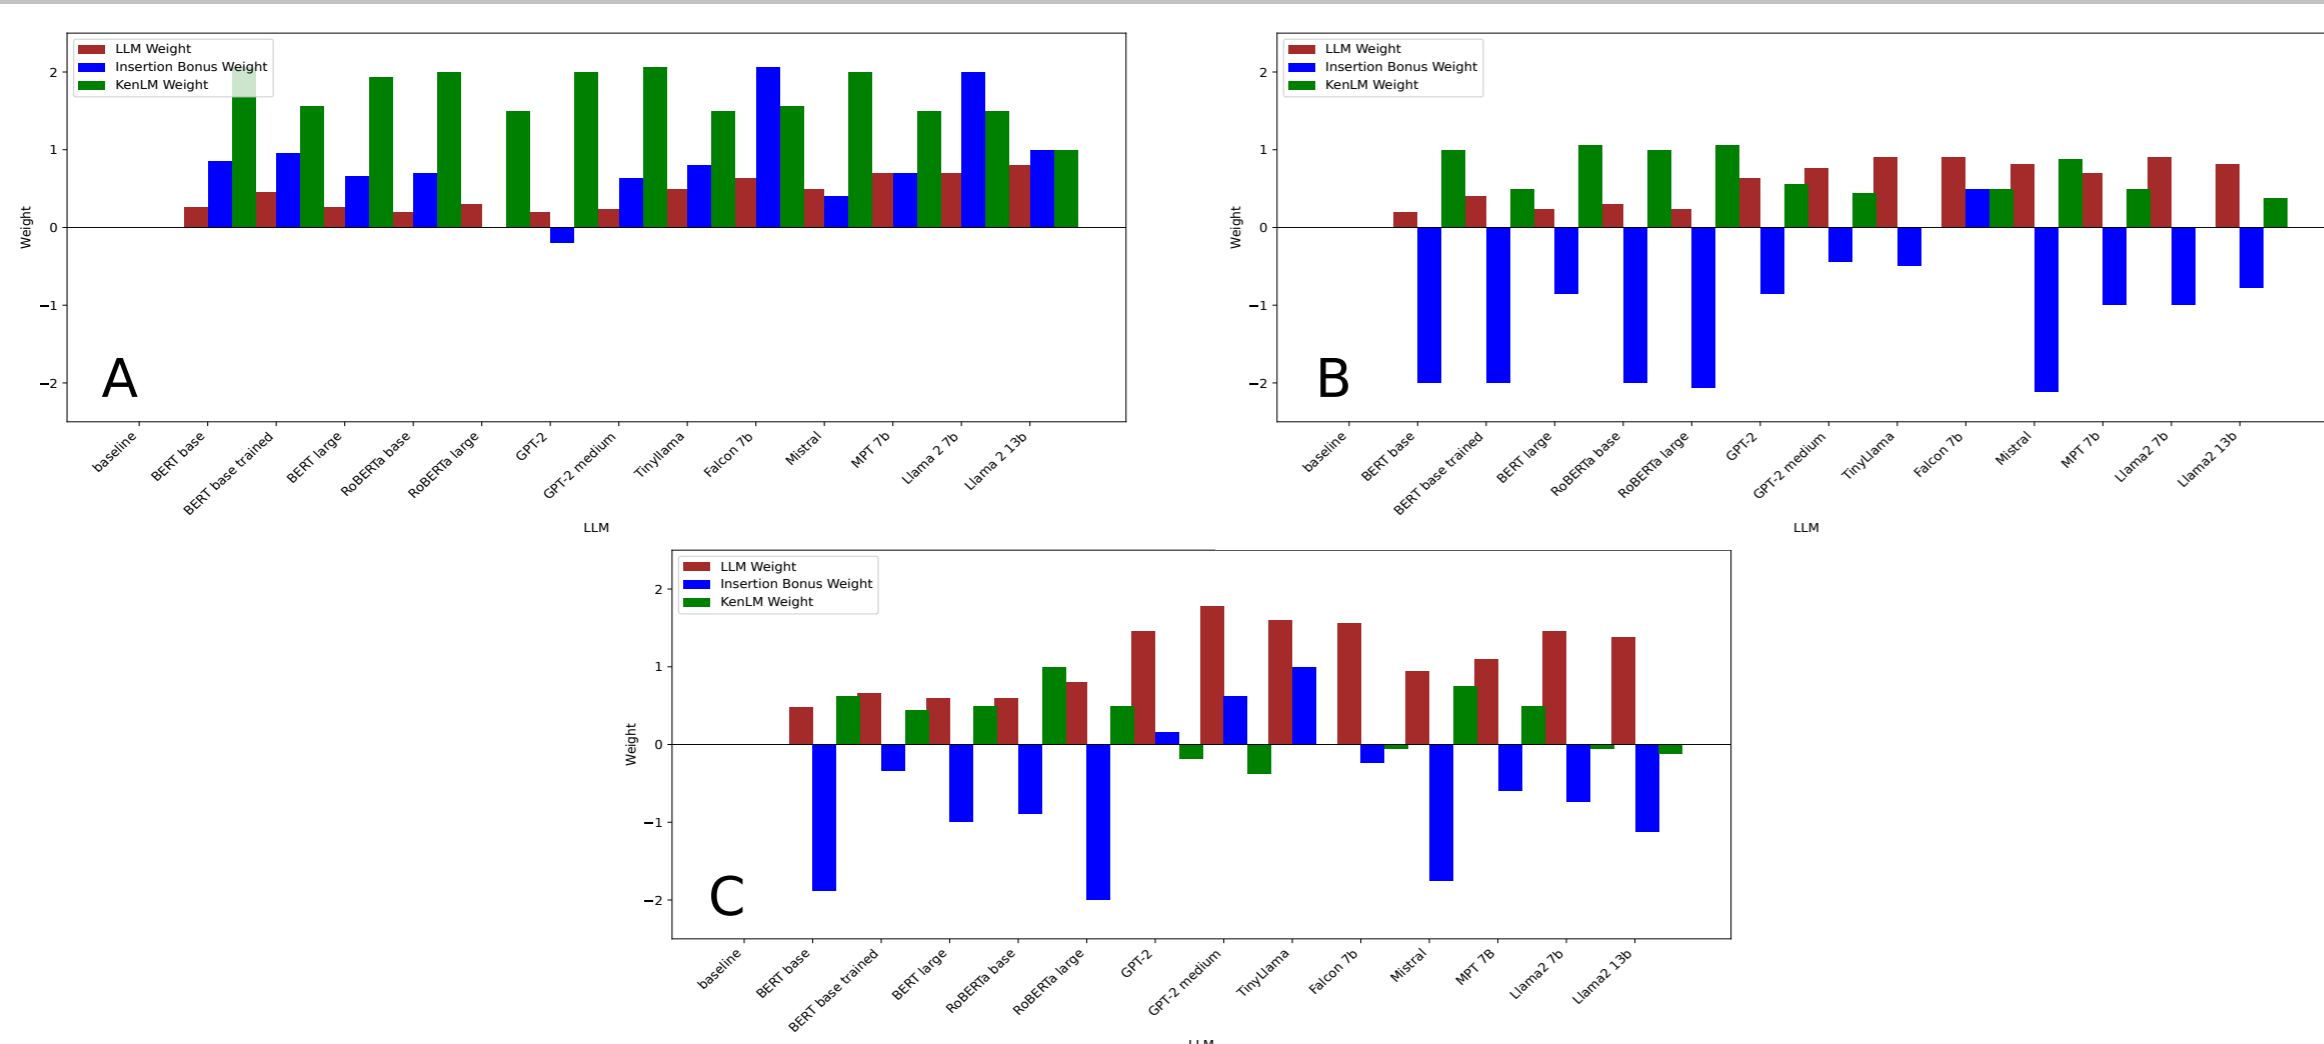 LLM Weight
Insertion Bonus Weight
KenLM Weight
2
1
0
−1
−2
Weight
A
baseline
BERT base
BERT base trained
BERT large
RoBERTa base
RoBERTa large
GPT-2
GPT-2 medium
Tinyllama
Falcon 7b
Mistral
MPT 7b
Llama 2 7b
Llama 2 13b
LLM
LLM Weight
Insertion Bonus Weight
KenLM Weight
2
1
0
−1
−2
Weight
B
baseline
BERT base
BERT base trained
BERT large
RoBERTa base
RoBERTa large
GPT-2
GPT-2 medium
TinyLlama
Falcon 7b
Mistral
MPT 7b
Llama2 7b
Llama2 13b
LLM
LLM Weight
Insertion Bonus Weight
KenLM Weight
2
1
0
−1
−2
Weight
C
baseline
BERT base
BERT base trained
BERT large
RoBERTa base
RoBERTa large
GPT-2
GPT-2 medium
TinyLlama
Falcon 7b
Mistral
MPT 7B
Llama2 7b
Llama2 13b
LLM